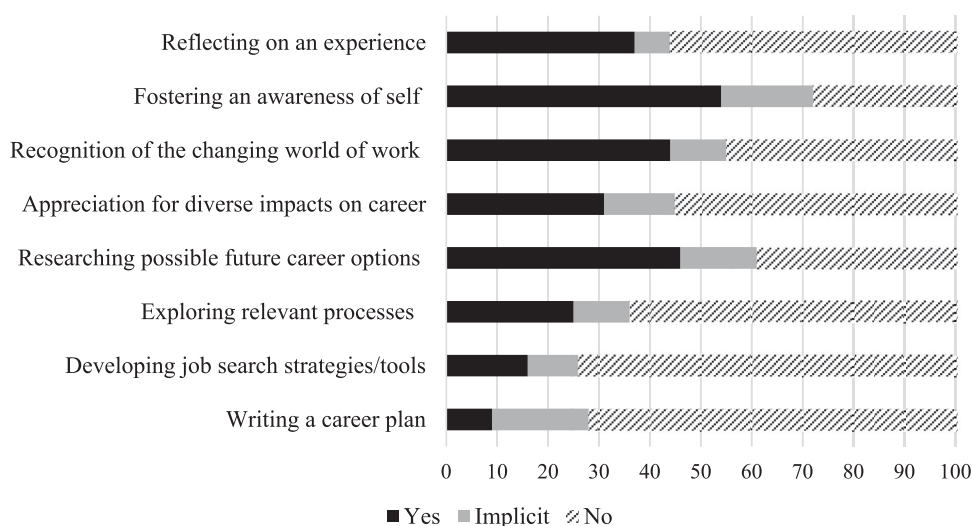 Reflecting on an experience
Fostering an awareness of self
Recognition of the changing world of work
Appreciation for diverse impacts on career
Researching possible future career options
Exploring relevant processes
Developing job search strategies/tools
Writing a career plan
0 10 20 30 40 50 60 70 80 90 100
Yes Implicit No